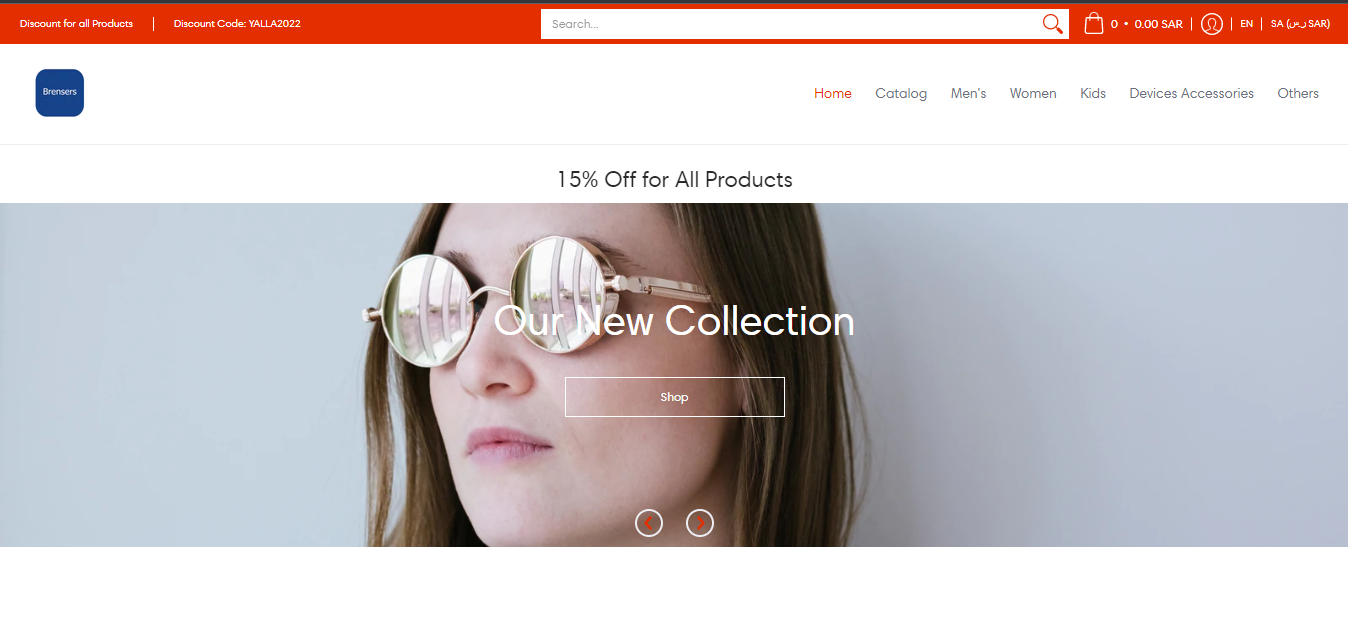 Discount for all Products
Discount Code: YALLA2022
Search...
0 • 0.00 SAR
EN
SA (ر.س SAR)
Brensers
Home
Catalog
Men's
Women
Kids
Devices Accessories
Others
15% Off for All Products
Our New Collection
Shop